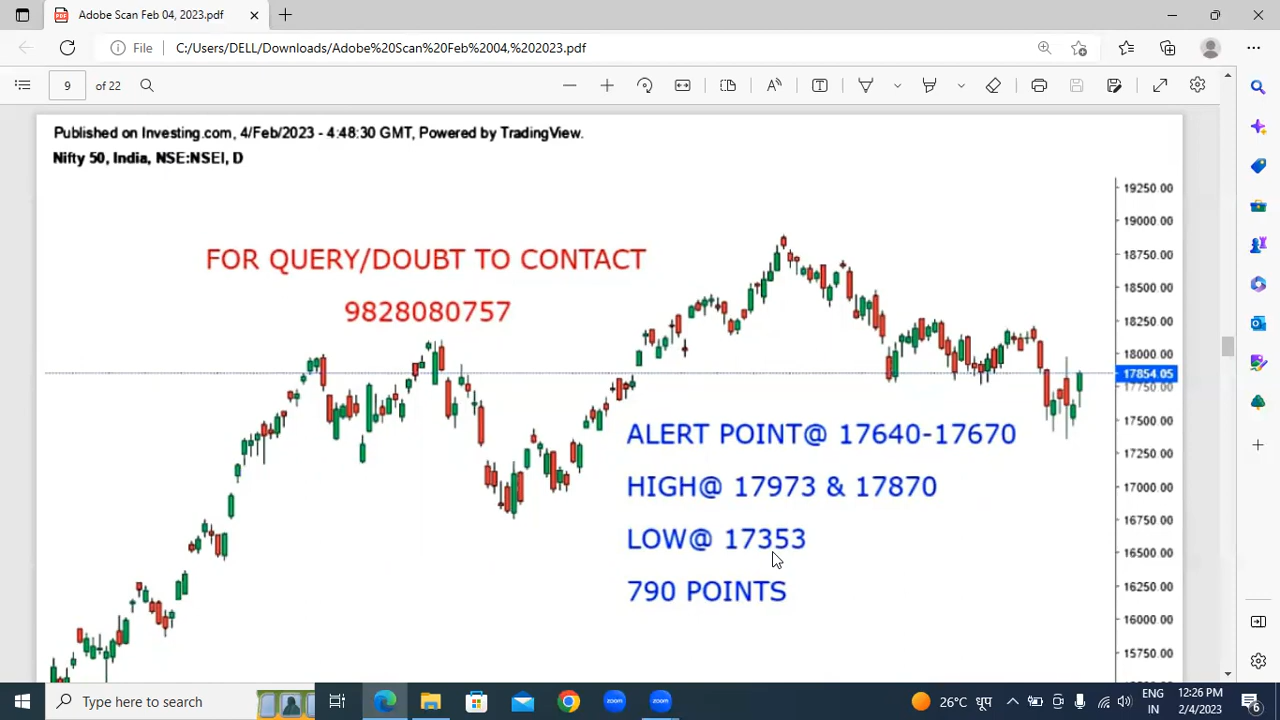 Adobe Scan Feb 04, 2023.pdf
File C:/Users/DELL/Downloads/Adobe%20Scan%20Feb%2004,%202023.pdf
9 of 22
Published on Investing.com, 4/Feb/2023 - 4:48:30 GMT, Powered by TradingView.
Nifty 50, India, NSE:NSEI, D
19250.00
19000.00
FOR QUERY/DOUBT TO CONTACT
18750.00
18500.00
9828080757
18250.00
18000.00
17854.05
17750.00
17500.00
ALERT POINT@ 17640-17670
17250.00
HIGH@ 17973 & 17870
17000.00
16750.00
LOW@ 17353
16500.00
16250.00
790 POINTS
16000.00
15750.00
Type here to search
26°C धूप
ENG
IN
12:26 PM
2/4/2023
6